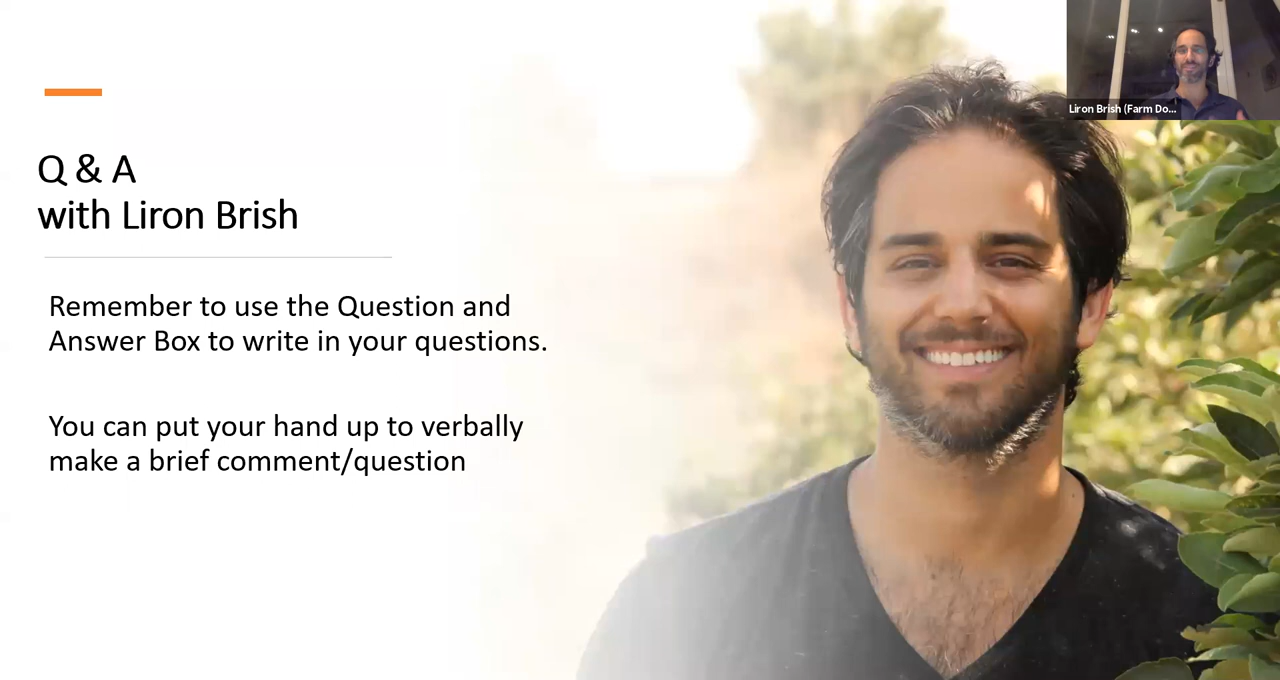 Liron Brish (Farm Do...
Q & A
with Liron Brish
Remember to use the Question and
Answer Box to write in your questions.
You can put your hand up to verbally
make a brief comment/question